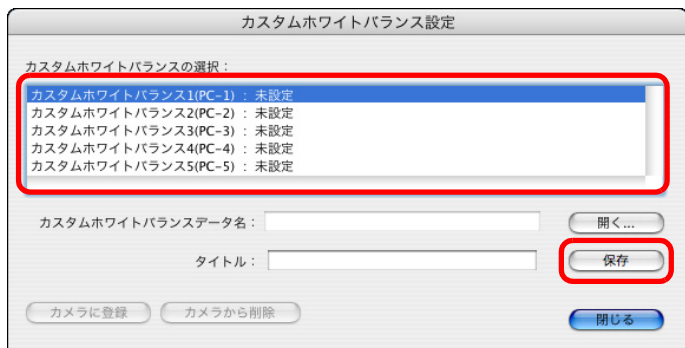 カスタムホワイトバランス設定
カスタムホワイトバランスの選択：
カスタムホワイトバランス1(PC-1) : 未設定
カスタムホワイトバランス2(PC-2) : 未設定
カスタムホワイトバランス3(PC-3) : 未設定
カスタムホワイトバランス4(PC-4) : 未設定
カスタムホワイトバランス5(PC-5) : 未設定
カスタムホワイトバランスデータ名： 開く...
タイトル： 保存
カメラに登録 カメラから削除 閉じる